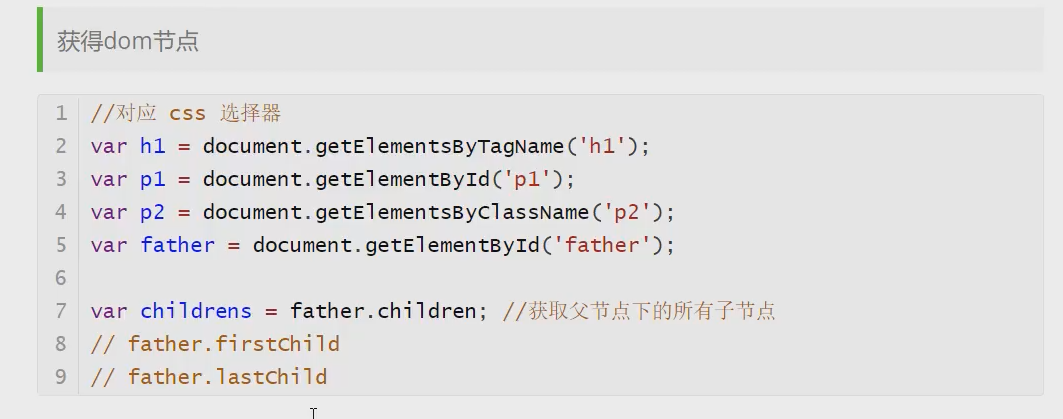 获得dom节点
1 //对应 css 选择器
2 var h1 = document.getElementsByTagName('h1');
3 var p1 = document.getElementById('p1');
4 var p2 = document.getElementsByClassName('p2');
5 var father = document.getElementById('father');
6
7 var childrens = father.children; //获取父节点下的所有子节点
8 // father.firstChild
9 // father.lastChild